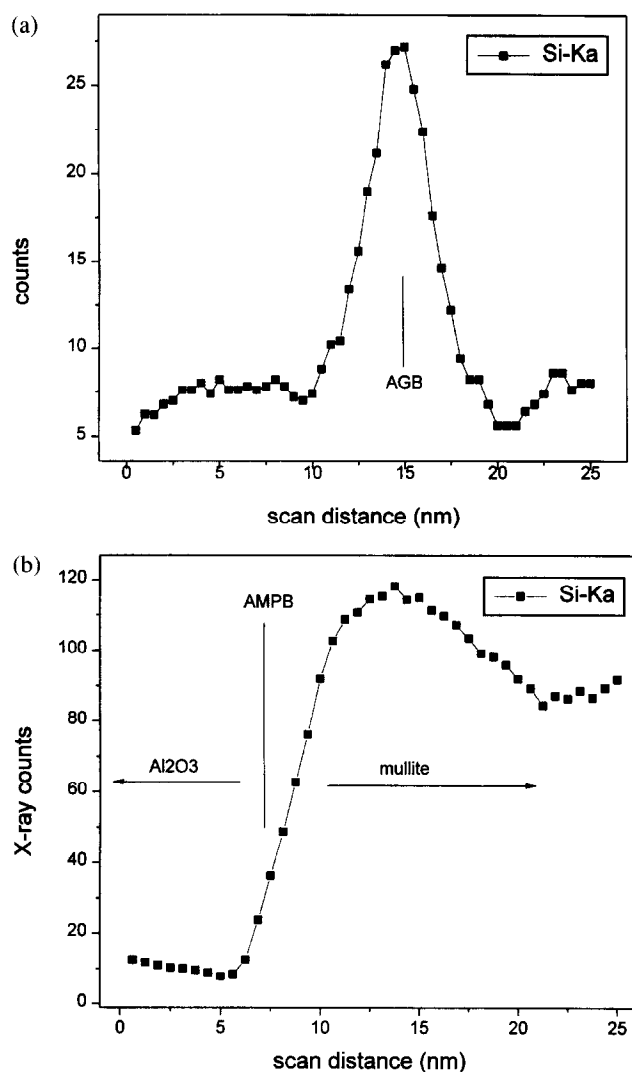 (a)
Si-Ka
25
20
15
10
5
counts
AGB
0 5 10 15 20 25
scan distance (nm)
(b)
120
100
80
60
40
20
0
X-ray counts
AMPB
Si-Ka
Al2O3
mullite
0 5 10 15 20 25
scan distance (nm)